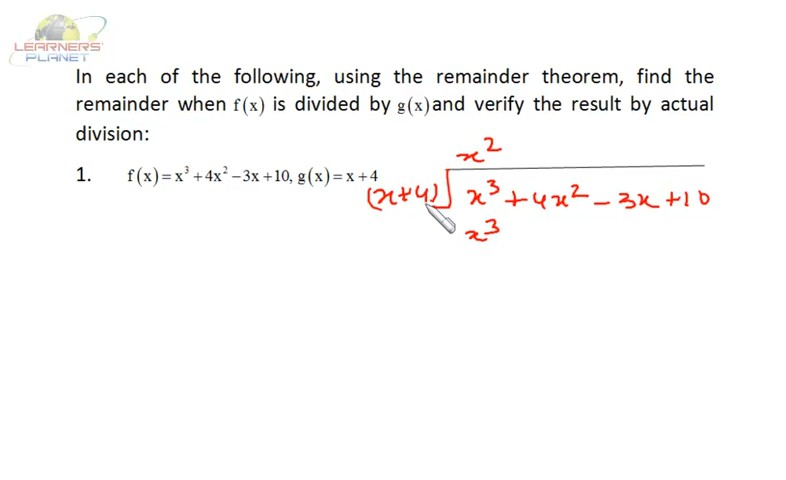 LEARNERS'
PLANET
In each of the following, using the remainder theorem, find the
remainder when f(x) is divided by g(x) and verify the result by actual
division:
x²
1. f(x) = x³ + 4x² − 3x + 10, g(x) = x + 4
(x+4) x³ + 4x² − 3x + 10
x³